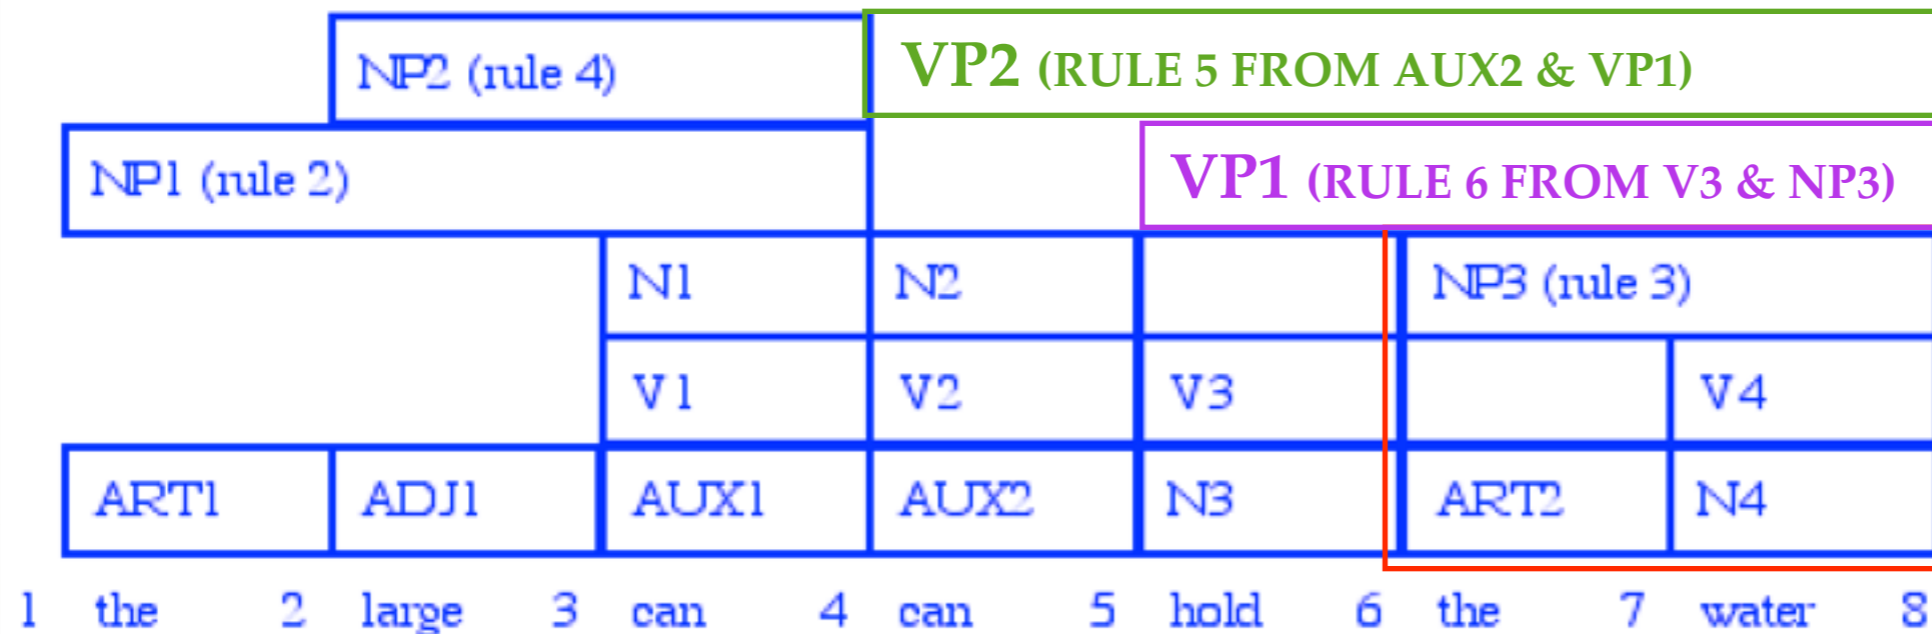 NP2 (rule 4) VP2 (RULE 5 FROM AUX2 & VP1)
NP1 (rule 2) VP1 (RULE 6 FROM V3 & NP3)
N1 N2 NP3 (rule 3)
V1 V2 V3 V4
ART1 ADJ1 AUX1 AUX2 N3 ART2 N4
1 the 2 large 3 can 4 can 5 hold 6 the 7 water 8